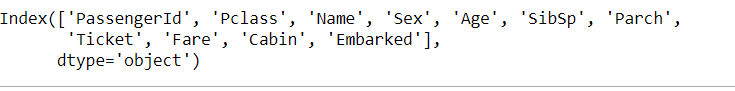 Index(['PassengerId', 'Pclass', 'Name', 'Sex', 'Age', 'SibSp', 'Parch',
'Ticket', 'Fare', 'Cabin', 'Embarked'],
dtype='object')